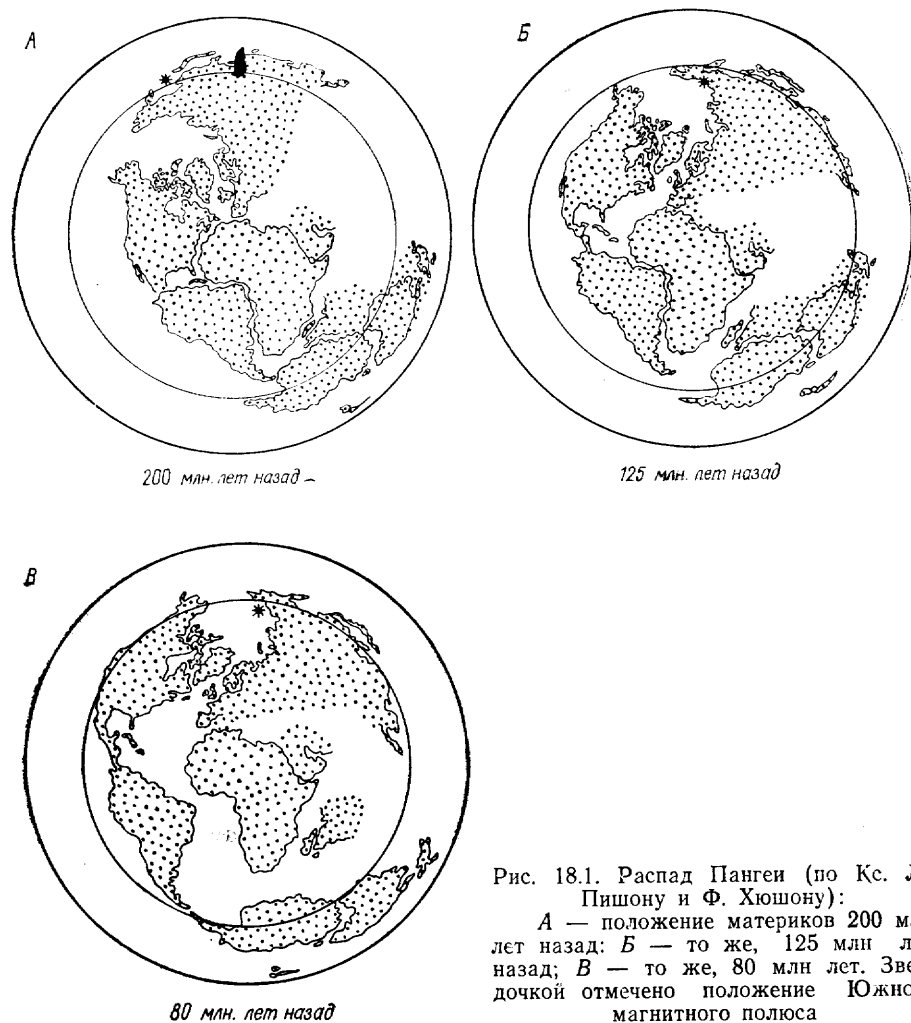 А
Б
200 млн. лет назад
125 млн. лет назад
В
80 млн. лет назад
Рис. 18.1. Распад Пангеи (по Кс.
Пишону и Ф. Хюшону):
А — положение материков 200
лет назад: Б — то же, 125 млн
назад; В — то же, 80 млн лет.
дочкой отмечено положение
магнитного полюса